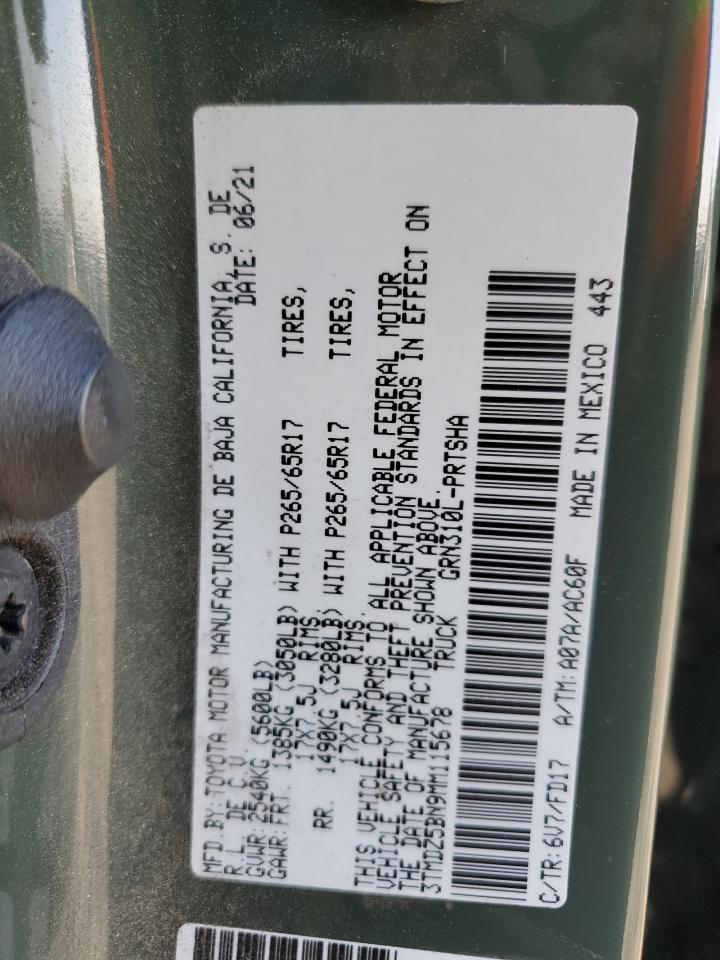 MFD BY: TOYOTA MOTOR MANUFACTURING DE BAJA CALIFORNIA, S. DE
R.L. DE C.V. DATE: 06/21
GVWR: 2540KG (5600LB)
GAWR: FRT. 1385KG (3050LB) WITH P265/65R17 TIRES,
17X7.5J RIMS.
RR. 1490KG (3280LB) WITH P265/65R17 TIRES,
17X7.5J RIMS.
THIS VEHICLE CONFORMS TO ALL APPLICABLE FEDERAL MOTOR
VEHICLE SAFETY AND THEFT PREVENTION STANDARDS IN EFFECT ON
THE DATE OF MANUFACTURE SHOWN ABOVE.
3TMDZ5BN9MM115678 TRUCK GRN310L-PRTSHA
C/TR: 6V7/FD17 A/TM: A07A/AC60F MADE IN MEXICO 443